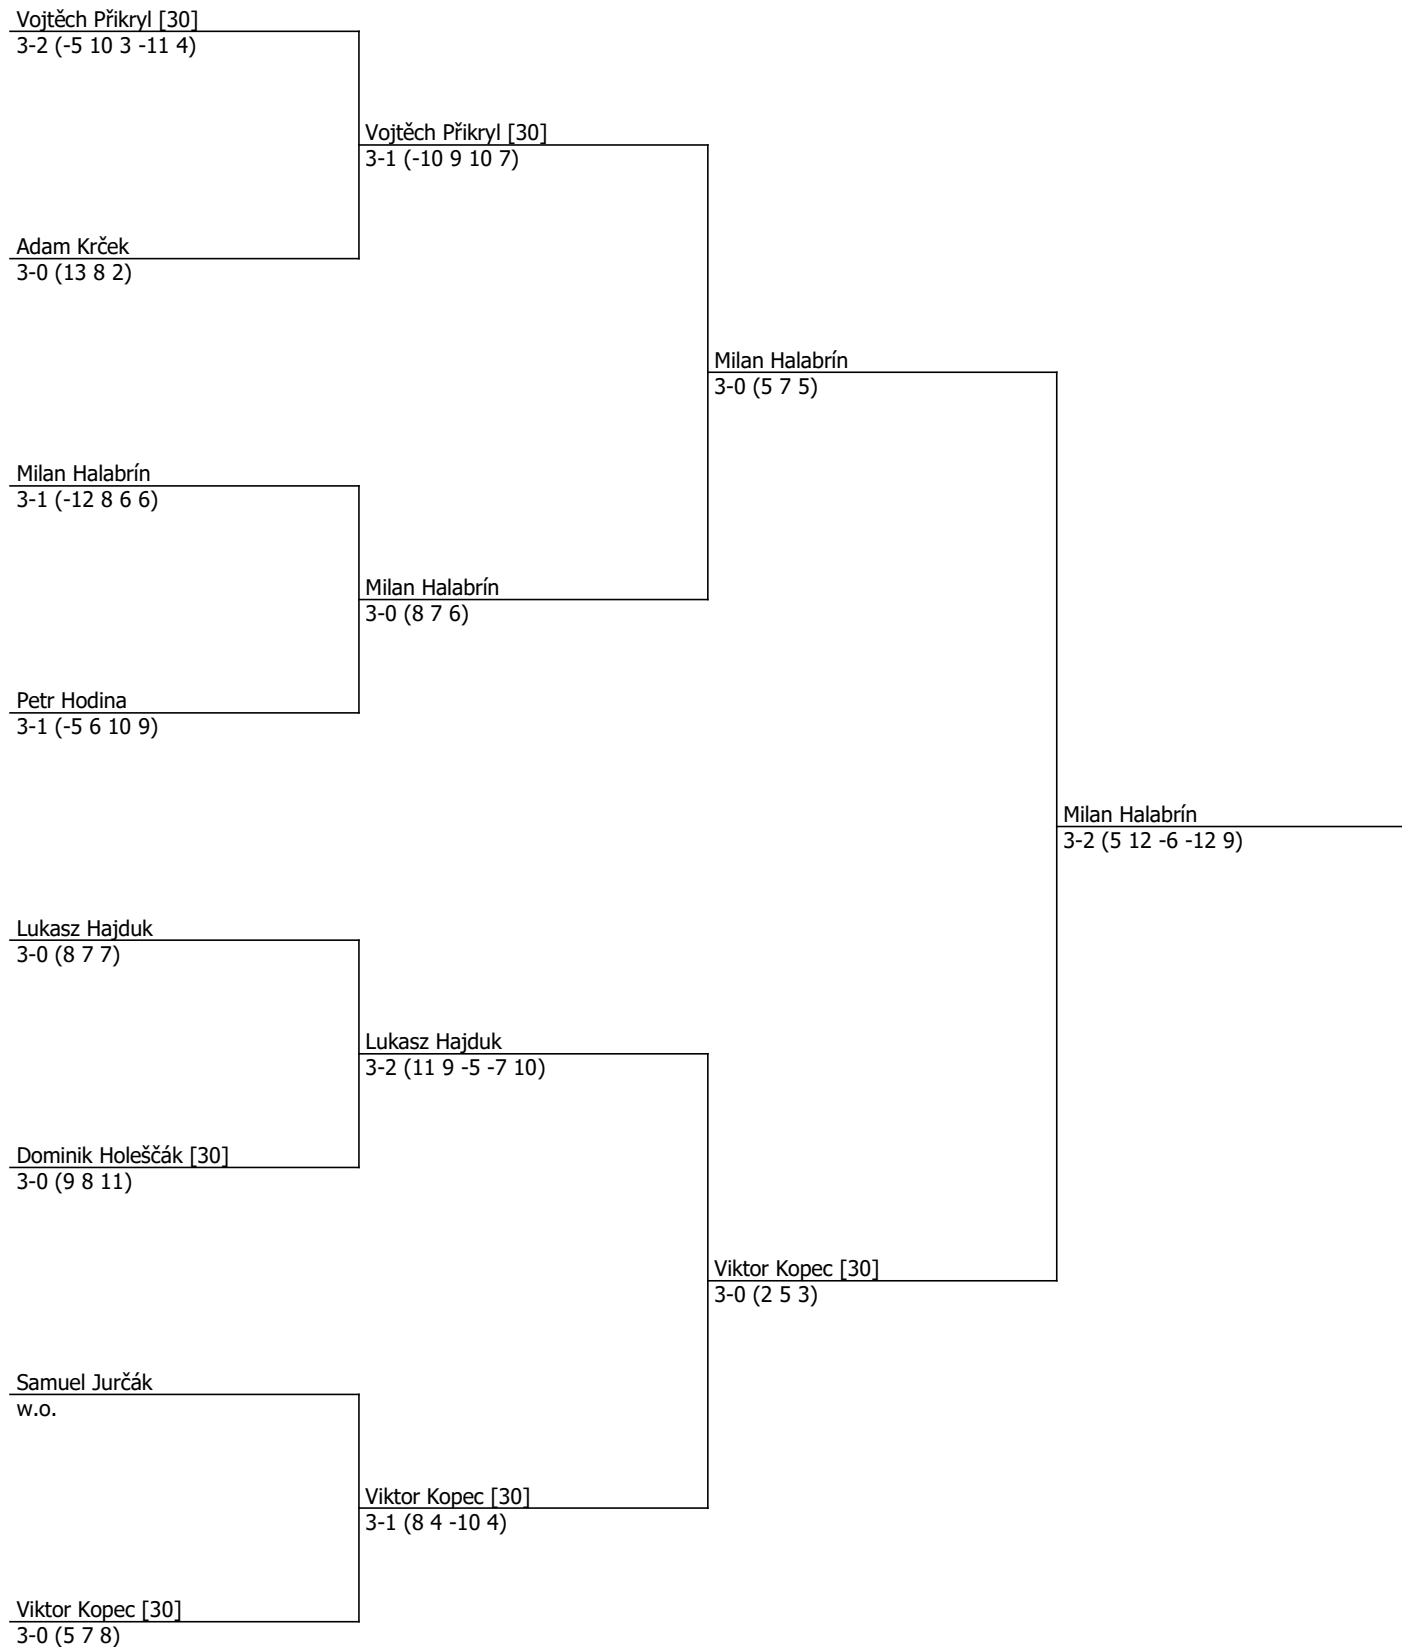 Vojtěch Přikryl [30]
3-2 (-5 10 3 -11 4)
Vojtěch Přikryl [30]
3-1 (-10 9 10 7)
Adam Krček
3-0 (13 8 2)
Milan Halabrín
3-0 (5 7 5)
Milan Halabrín
3-1 (-12 8 6 6)
Milan Halabrín
3-0 (8 7 6)
Petr Hodina
3-1 (-5 6 10 9)
Milan Halabrín
3-2 (5 12 -6 -12 9)
Lukasz Hajduk
3-0 (8 7 7)
Lukasz Hajduk
3-2 (11 9 -5 -7 10)
Dominik Holeščák [30]
3-0 (9 8 11)
Viktor Kopec [30]
3-0 (2 5 3)
Samuel Jurčák
w.o.
Viktor Kopec [30]
3-1 (8 4 -10 4)
Viktor Kopec [30]
3-0 (5 7 8)